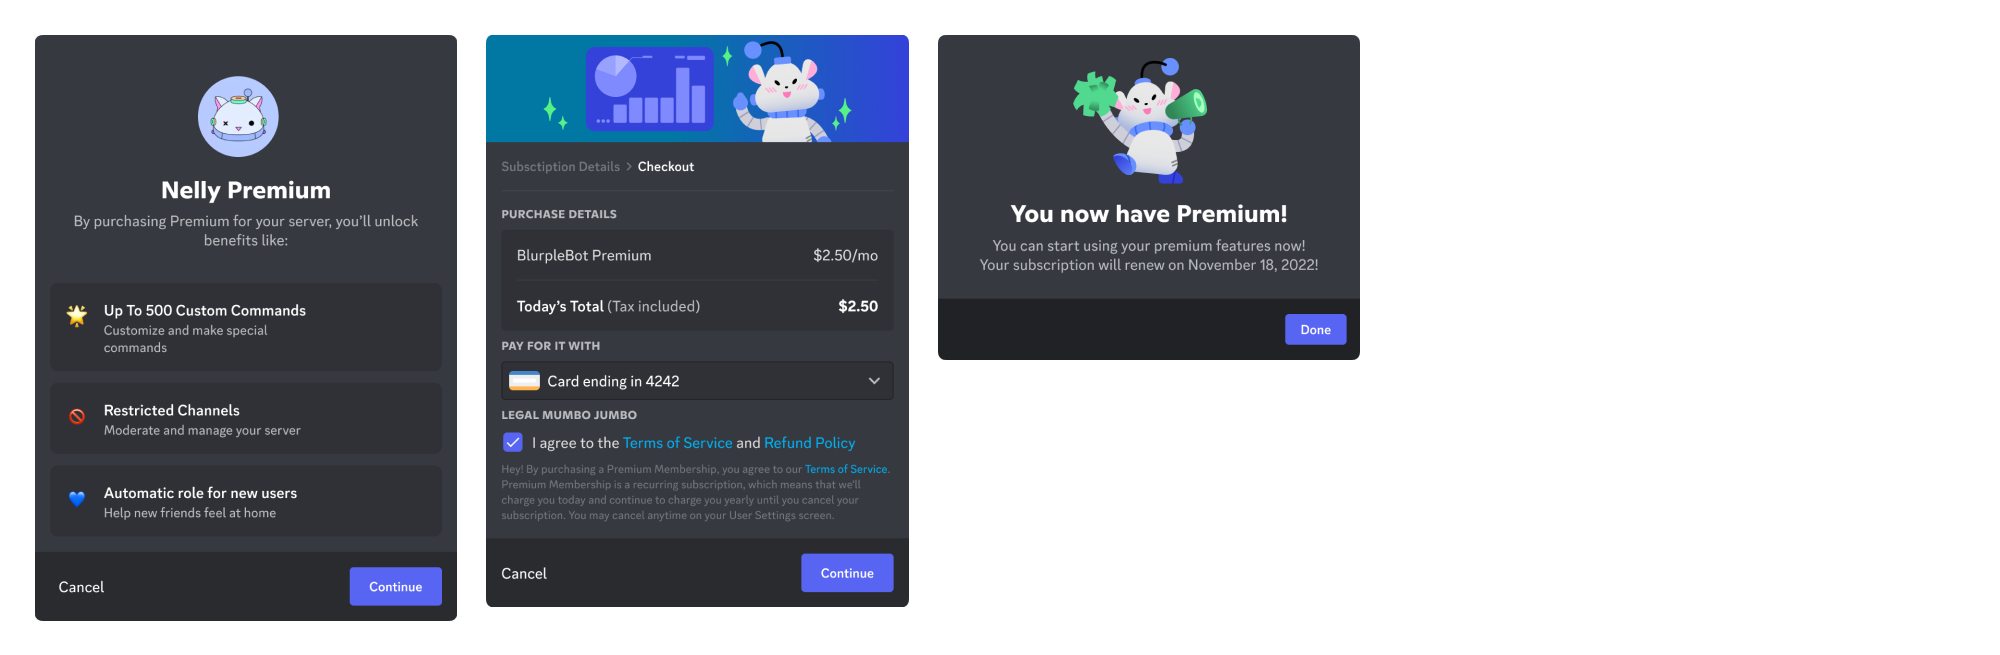 Nelly Premium
By purchasing Premium for your server, you'll unlock
benefits like:
Up To 500 Custom Commands
Customize and make special
commands
Restricted Channels
Moderate and manage your server
Automatic role for new users
Help new friends feel at home
Cancel
Continue
Subsctiption Details > Checkout
PURCHASE DETAILS
BlurpleBot Premium $2.50/mo
Today's Total (Tax included) $2.50
PAY FOR IT WITH
Card ending in 4242
LEGAL MUMBO JUMBO
I agree to the Terms of Service and Refund Policy
Hey! By purchasing a Premium Membership, you agree to our Terms of Service.
Premium Membership is a recurring subscription, which means that we'll
charge you today and continue to charge you yearly until you cancel your
subscription. You may cancel anytime on your User Settings screen.
Cancel
Continue
You now have Premium!
You can start using your premium features now!
Your subscription will renew on November 18, 2022!
Done